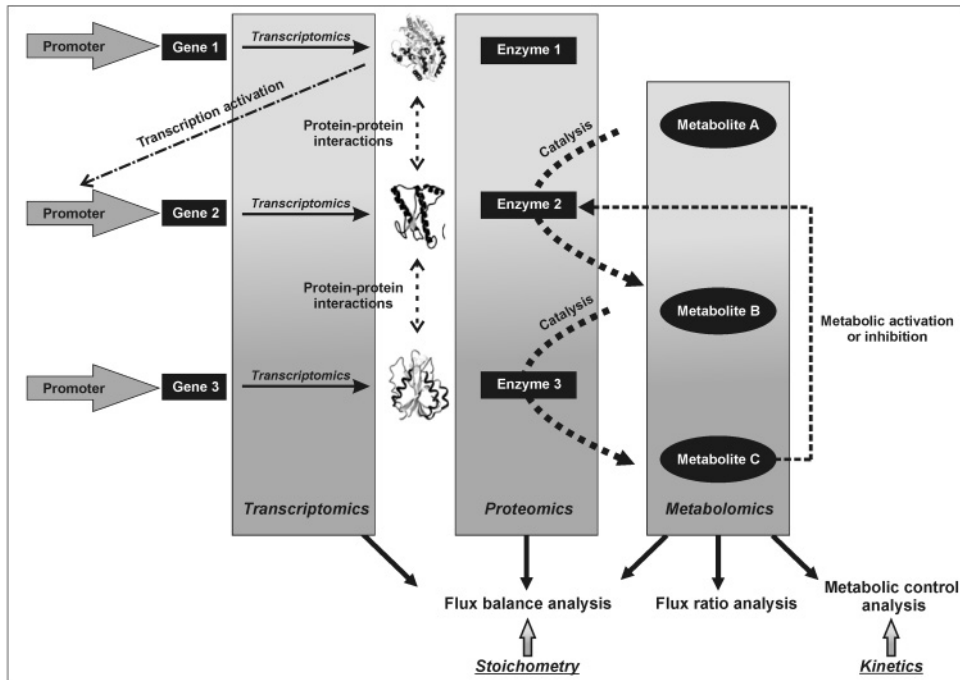 Promoter
Gene 1
Transcriptomics
Enzyme 1
Transcription activation
Protein-protein
interactions
Catalysis
Metabolite A
Promoter
Gene 2
Transcriptomics
Enzyme 2
Protein-protein
interactions
Catalysis
Metabolite B
Metabolic activation
or inhibition
Promoter
Gene 3
Transcriptomics
Enzyme 3
Metabolite C
Transcriptomics
Proteomics
Metabolomics
Flux balance analysis
Flux ratio analysis
Metabolic control
analysis
Stoichometry
Kinetics